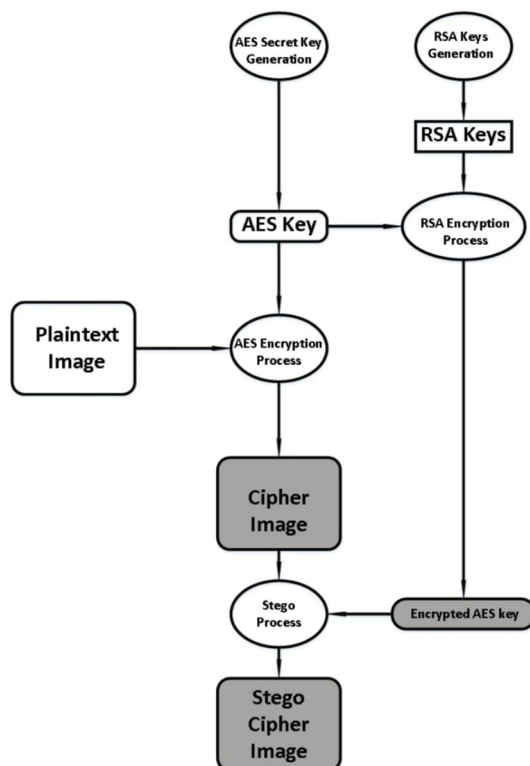 AES Secret Key
Generation
RSA Keys
Generation
RSA Keys
AES Key
RSA Encryption
Process
Plaintext
Image
AES Encryption
Process
Cipher
Image
Stego
Process
Encrypted AES key
Stego
Cipher
Image